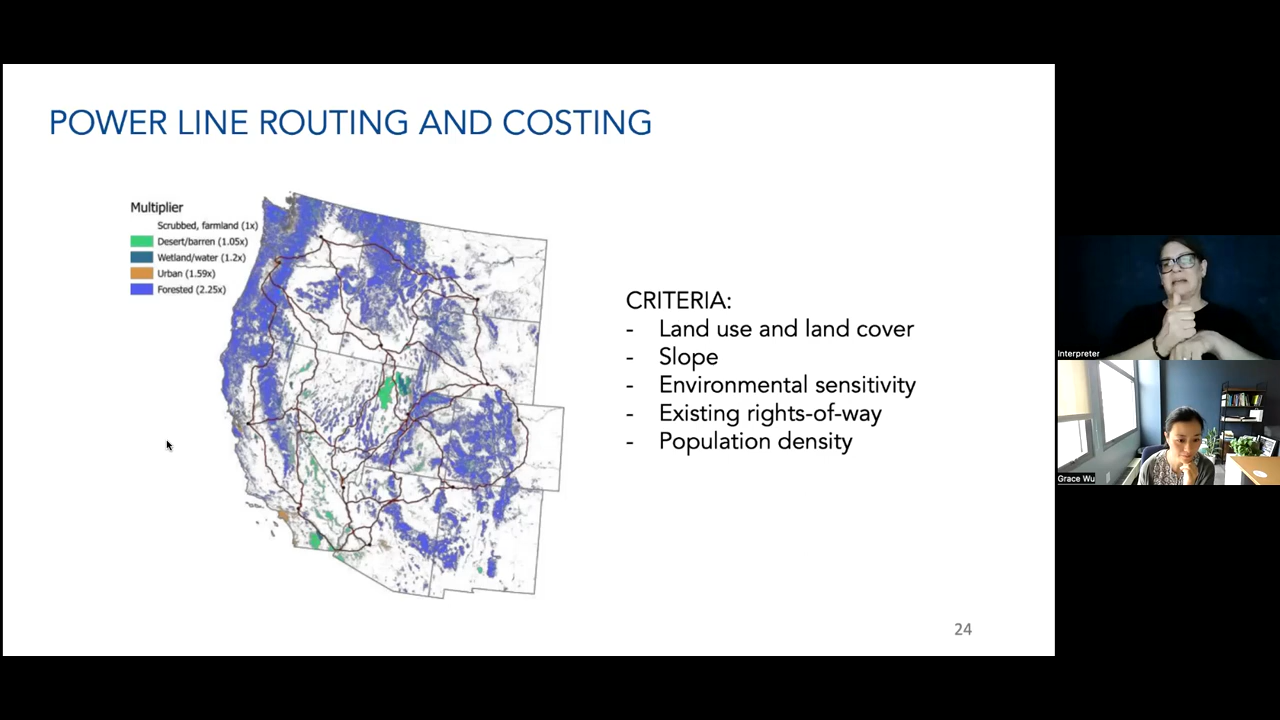 POWER LINE ROUTING AND COSTING
Multiplier
Scrubbed, farmland (1x)
Desert/barren (1.05x)
Wetland/water (1.2x)
Urban (1.59x)
Forested (2.25x)
CRITERIA:
- Land use and land cover
- Slope
- Environmental sensitivity
- Existing rights-of-way
- Population density
24
Interpreter
Grace Wu